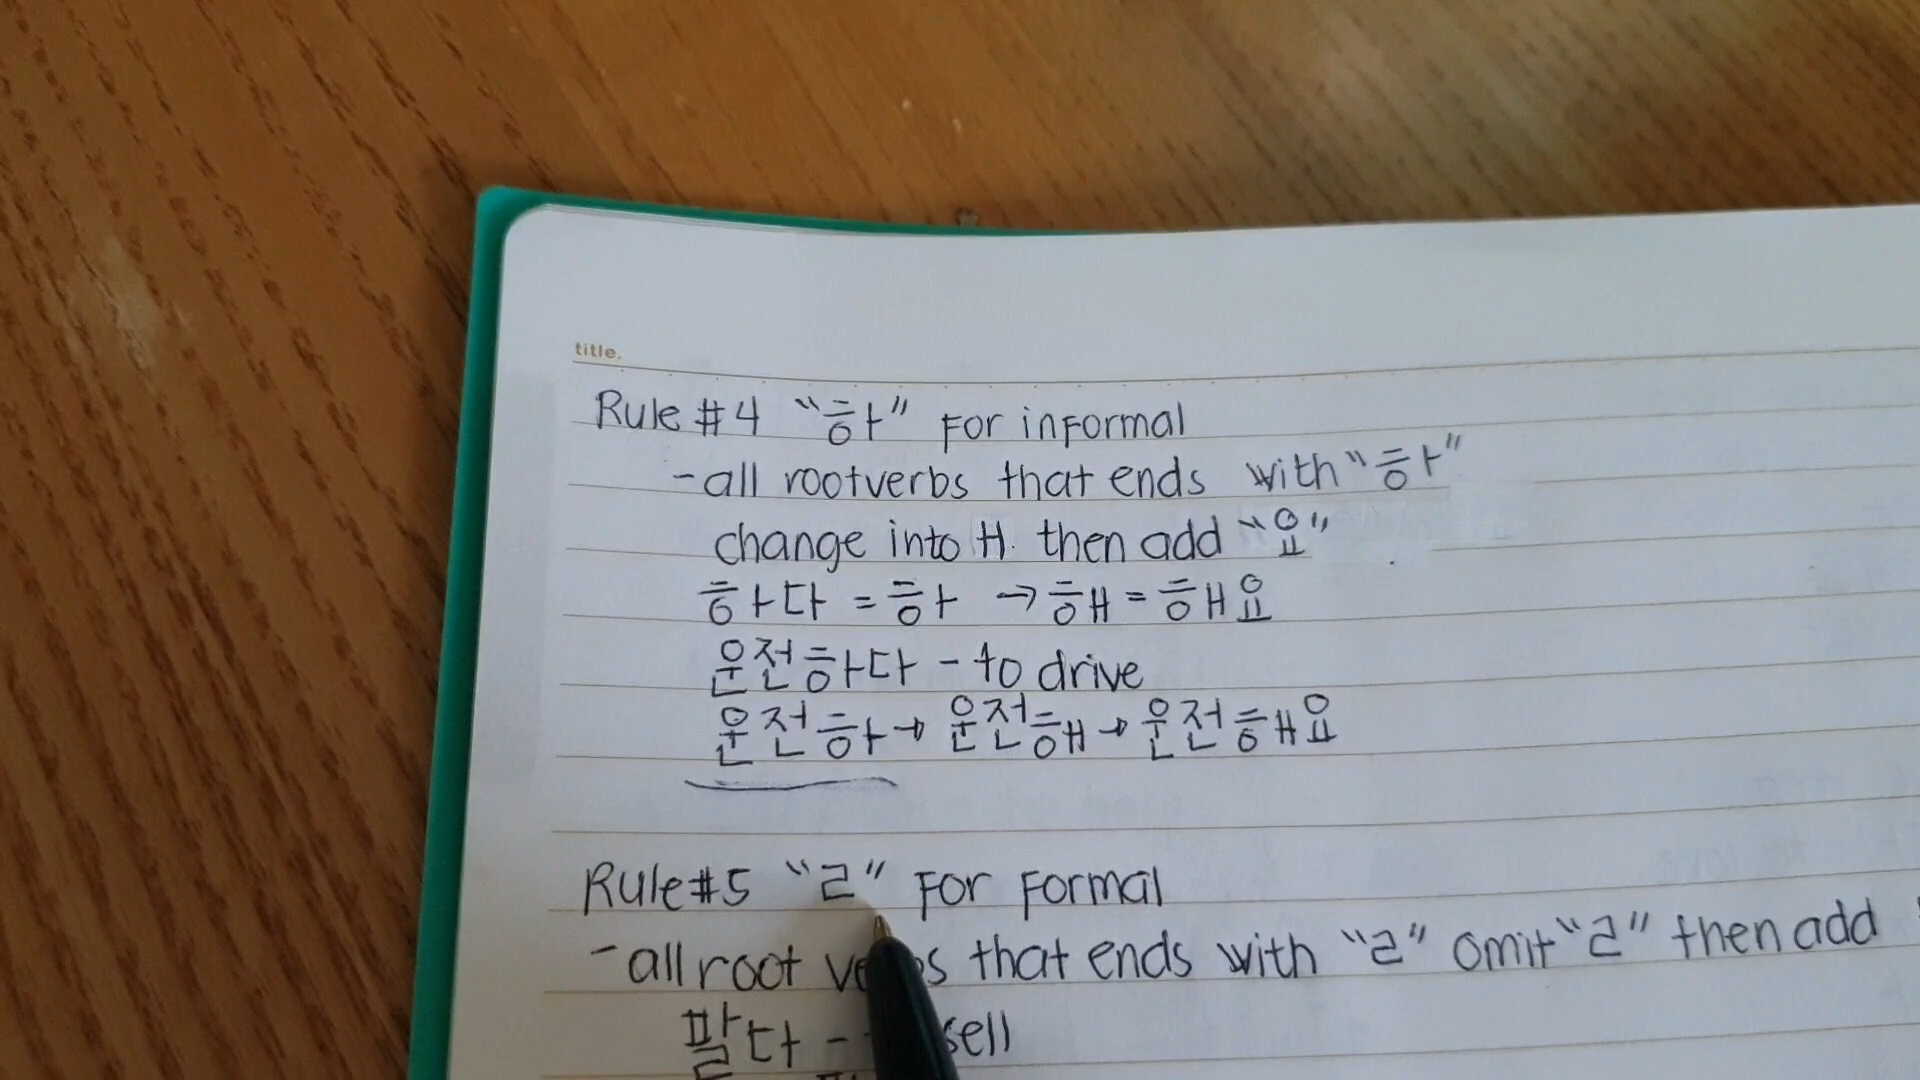 title.
Rule #4 "하" For informal
- all rootverbs that ends with "하"
change into ㅐ. then add "요"
하다 = 하 → 해 = 해요
운전하다 - to drive
운전하 → 운전해 → 운전해요
Rule #5 "ㄹ" For Formal
- all root that ends with "ㄹ" omit "ㄹ" then add
팔다 - sell